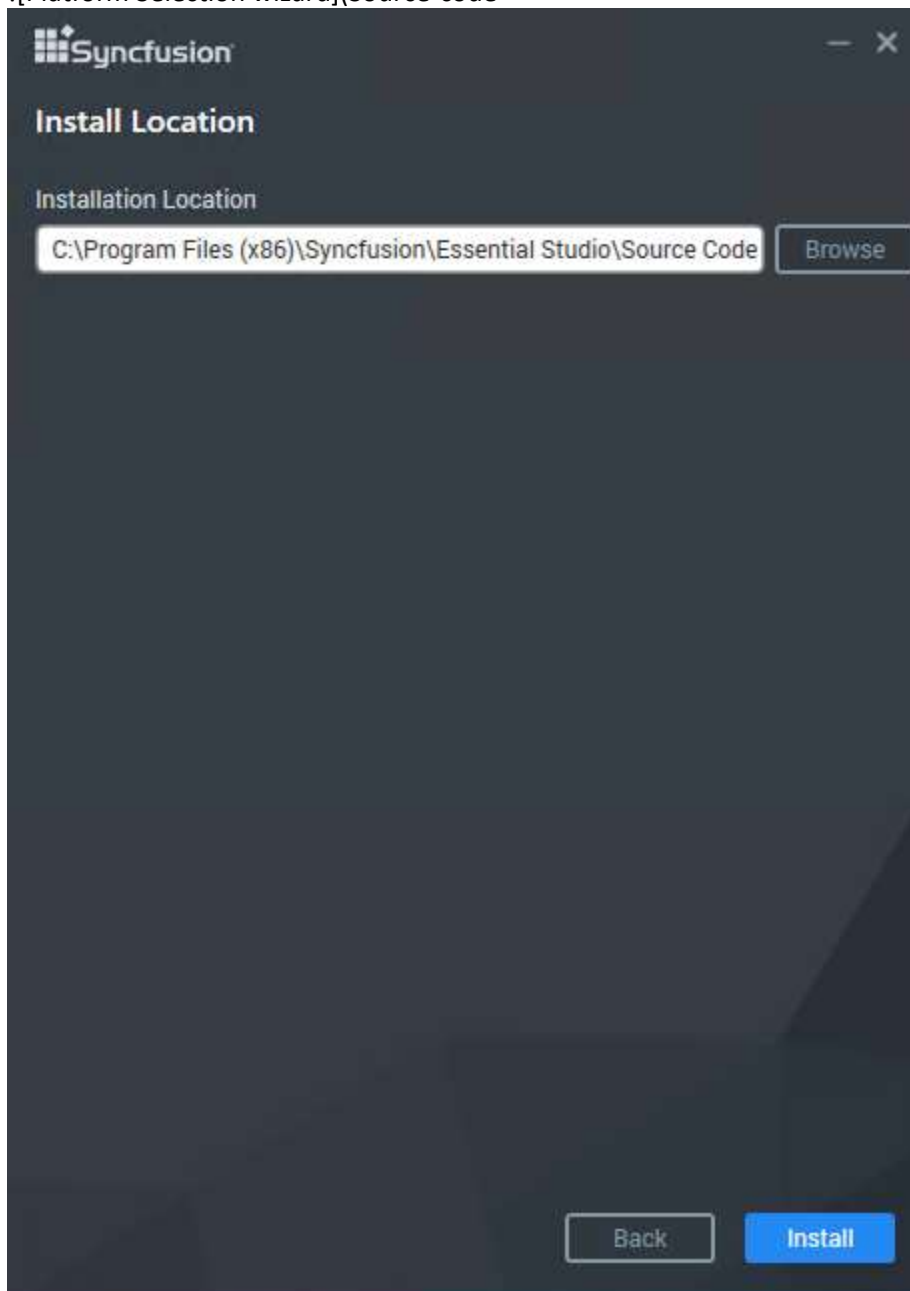 Syncfusion
Install Location
Installation Location
C:\Program Files (x86)\Syncfusion\Essential Studio\Source Code
Browse
Back
Install